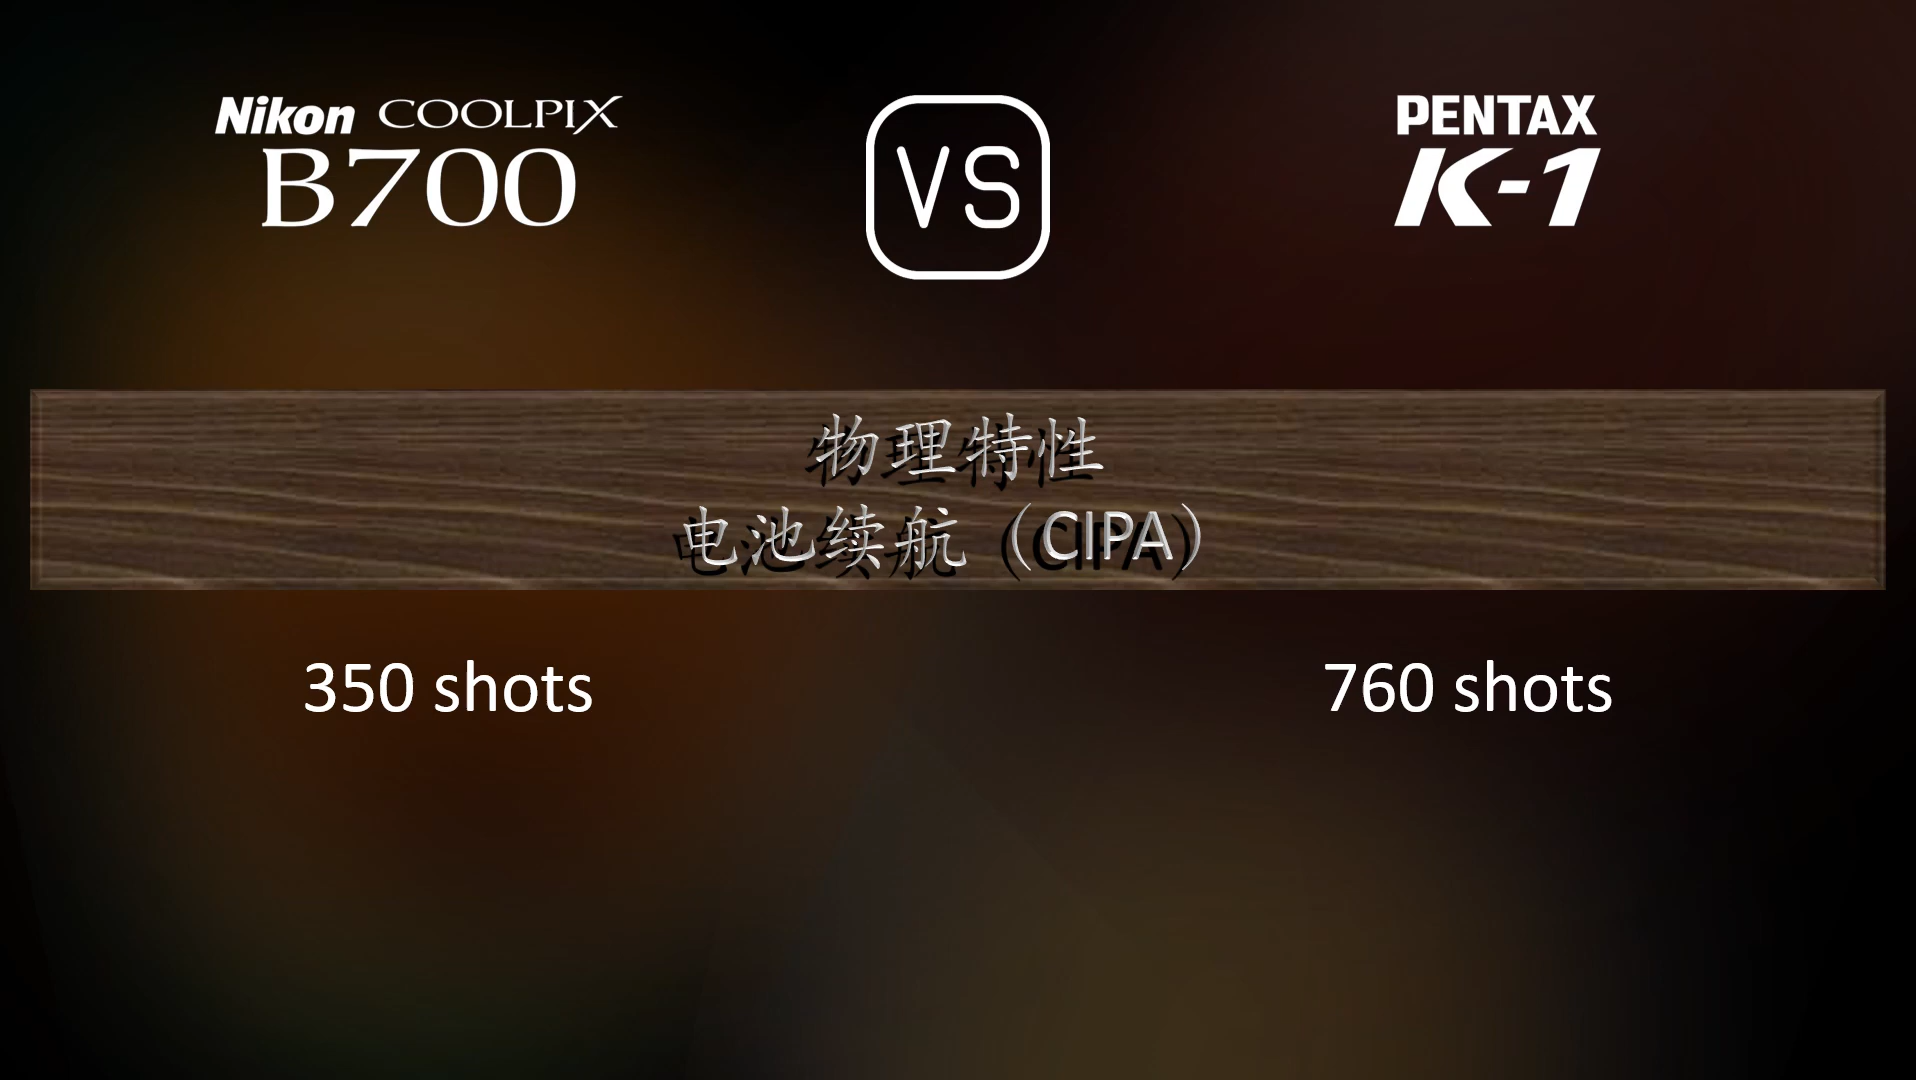 Nikon COOLPIX
B700
VS
PENTAX
K-1
物理特性
电池续航（CIPA）
350 shots
760 shots